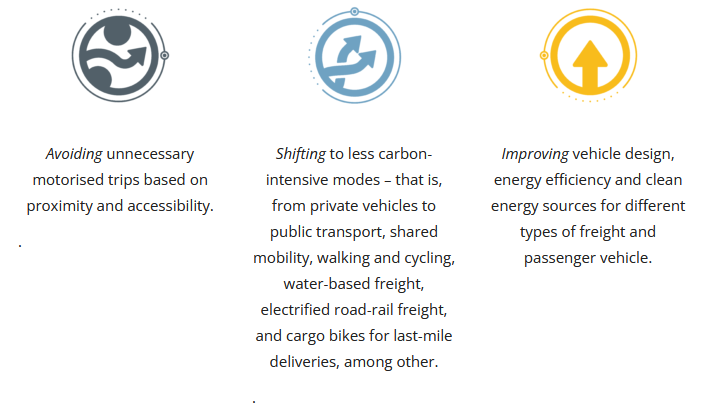 Avoiding unnecessary
motorised trips based on
proximity and accessibility.
.
Shifting to less carbon-
intensive modes – that is,
from private vehicles to
public transport, shared
mobility, walking and cycling,
water-based freight,
electrified road-rail freight,
and cargo bikes for last-mile
deliveries, among other.
.
Improving vehicle design,
energy efficiency and clean
energy sources for different
types of freight and
passenger vehicle.